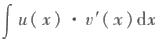 ∫ u ( x ) · v′( x ) dx